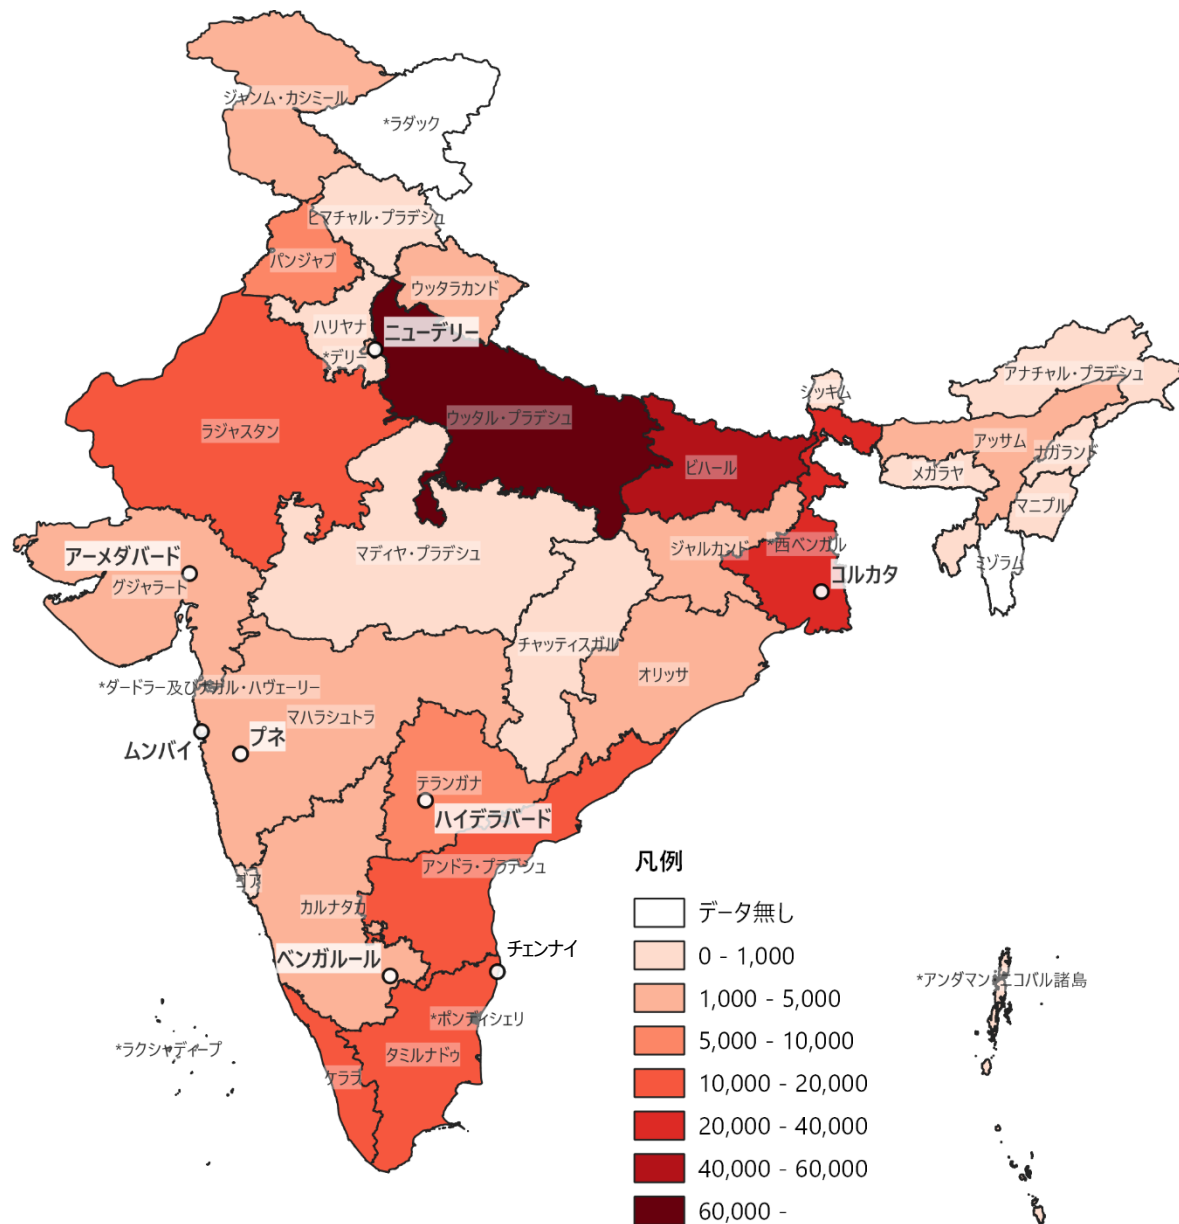 ジャンム・カシミール
*ラダック
ヒマチャル・プラデシュ
パンジャブ
ウッタラカンド
ハリヤナ
ニューデリー
*デリー
シッキム
アナチャル・プラデシュ
ラジャスタン
ウッタル・プラデシュ
アッサム
ナガランド
ビハール
メガラヤ
マニプル
アーメダバード
マディヤ・プラデシュ
ジャルカンド
*西ベンガル
ミゾラム
グジャラート
コルカタ
チャッティスガル
オリッサ
*ダードラー及びナガル・ハヴェーリー
マハラシュトラ
ムンバイ
プネ
テランガナ
ハイデラバード
アンドラ・プラデシュ
ゴア
カルナタカ
ベンガルール
チェンナイ
*ポンディシェリ
*ラクシャディープ
タミルナドゥ
ケララ
*アンダマン・ニコバル諸島
凡例
データ無し
0 - 1,000
1,000 - 5,000
5,000 - 10,000
10,000 - 20,000
20,000 - 40,000
40,000 - 60,000
60,000 -